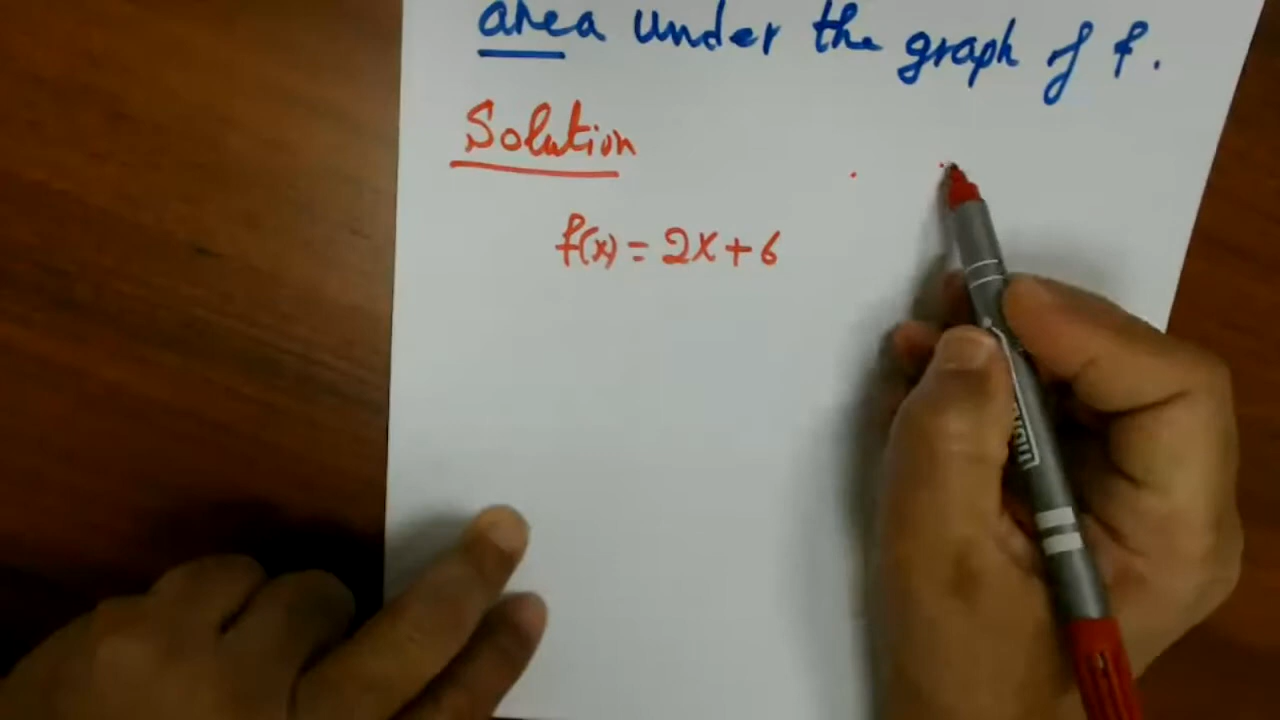 area under the graph of f.
Solution
f(x) = 2x + 6